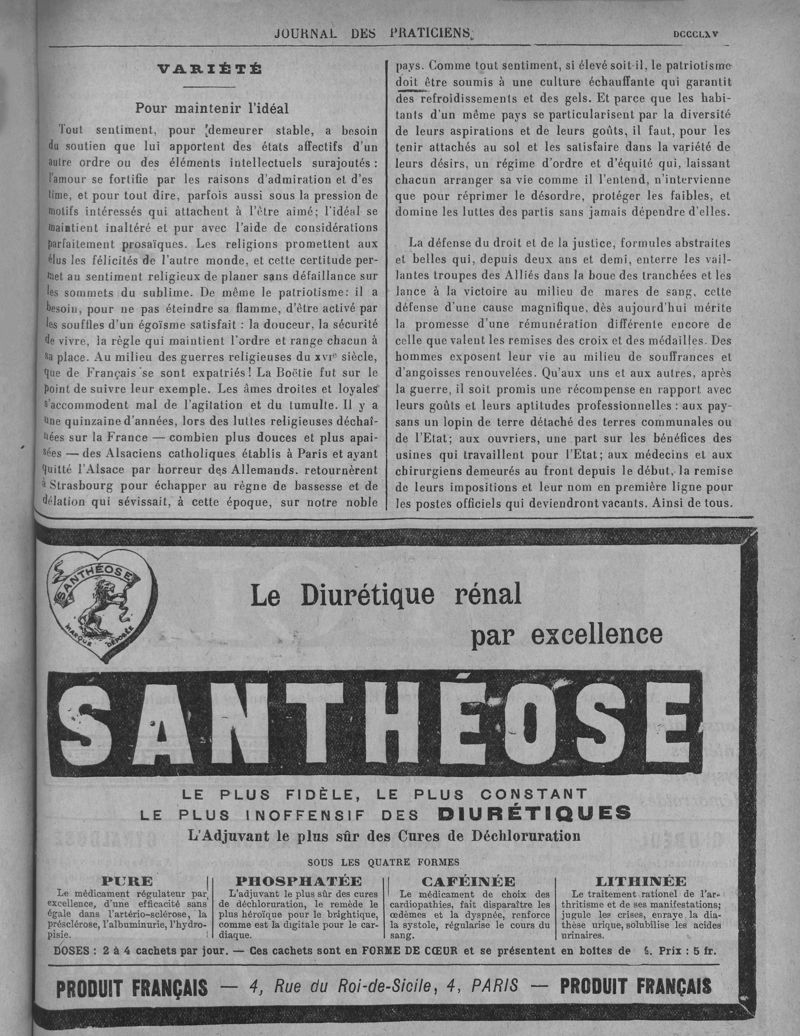 JOURNAL DES PRATICIENS.
DCCCLXV
VARIÉTÉ
Pour maintenir l'idéal
Tout sentiment, pour demeurer stable, a besoin
du soutien que lui apportent des états affectifs d'un
autre ordre ou des éléments intellectuels surajoutés :
l'amour se fortifie par les raisons d'admiration et d'es
time, et pour tout dire, parfois aussi sous la pression de
motifs intéressés qui attachent à l'être aimé; l'idéal se
maintient inaltéré et pur avec l'aide de considérations
parfaitement prosaïques. Les religions promettent aux
élus les félicités de l'autre monde, et cette certitude per-
met au sentiment religieux de planer sans défaillance sur
les sommets du sublime. De même le patriotisme: il a
besoin, pour ne pas éteindre sa flamme, d'être activé par
les souffles d'un égoïsme satisfait : la douceur, la sécurité
de vivre, la règle qui maintient l'ordre et range chacun à
sa place. Au milieu des guerres religieuses du XVIe siècle,
que de Français se sont expatriés! La Boëtie fut sur le
point de suivre leur exemple. Les âmes droites et loyales
s'accommodent mal de l'agitation et du tumulte. Il y a
une quinzaine d'années, lors des luttes religieuses déchaî-
nées sur la France — combien plus douces et plus apai-
sées — des Alsaciens catholiques établis à Paris et ayant
quitté l'Alsace par horreur des Allemands. retournèrent
à Strasbourg pour échapper au règne de bassesse et de
délation qui sévissait, à cette époque, sur notre noble
pays. Comme tout sentiment, si élevé soit-il, le patriotisme
doit être soumis à une culture échauffante qui garantit
des refroidissements et des gels. Et parce que les habi-
tants d'un même pays se particularisent par la diversité
de leurs aspirations et de leurs goûts, il faut, pour les
tenir attachés au sol et les satisfaire dans la variété de
leurs désirs, un régime d'ordre et d'équité qui, laissant
chacun arranger sa vie comme il l'entend, n'intervienne
que pour réprimer le désordre, protéger les faibles, et
domine les luttes des partis sans jamais dépendre d'elles.
La défense du droit et de la justice, formules abstraites
et belles qui, depuis deux ans et demi, enterre les vail-
lantes troupes des Alliés dans la boue des tranchées et les
lance à la victoire au milieu de mares de sang, cette
défense d'une cause magnifique, dès aujourd'hui mérite
la promesse d'une rémunération différente encore de
celle que valent les remises des croix et des médailles. Des
hommes exposent leur vie au milieu de souffrances et
d'angoisses renouvelées. Qu'aux uns et aux autres, après
la guerre, il soit promis une récompense en rapport avec
leurs goûts et leurs aptitudes professionnelles : aux pay-
sans un lopin de terre détaché des terres communales ou
de l'Etat; aux ouvriers, une part sur les bénéfices des
usines qui travaillent pour l'Etat; aux médecins et aux
chirurgiens demeurés au front depuis le début, la remise
de leurs impositions et leur nom en première ligne pour
les postes officiels qui deviendront vacants. Ainsi de tous.
SANTHÉOSE
MARQUE DÉPOSÉE
Le Diurétique rénal
par excellence
SANTHÉOSE
LE PLUS FIDÈLE, LE PLUS CONSTANT
LE PLUS INOFFENSIF DES DIURÉTIQUES
L'Adjuvant le plus sûr des Cures de Déchloruration
SOUS LES QUATRE FORMES
PURE
Le médicament régulateur par
excellence, d'une efficacité sans
égale dans l'artério-sclérose, la
présclérose, l'albuminurie, l'hydro-
pisie.
PHOSPHATÉE
L'adjuvant le plus sûr des cures
de déchloruration, le remède le
plus héroïque pour le brightique,
comme est la digitale pour le car-
diaque.
CAFÉINÉE
Le médicament de choix des
cardiopathies, fait disparaître les
œdèmes et la dyspnée, renforce
la systole, régularise le cours du
sang.
LITHINÉE
Le traitement rationel de l'ar-
thritisme et de ses manifestations;
jugule les crises, enraye la dia-
thèse urique, solubilise les acides
urinaires.
DOSES : 2 à 4 cachets par jour. — Ces cachets sont en FORME DE CŒUR et se présentent en boîtes de Prix : 5 fr.
PRODUIT FRANÇAIS — 4, Rue du Roi-de-Sicile, 4, PARIS — PRODUIT FRANÇAIS